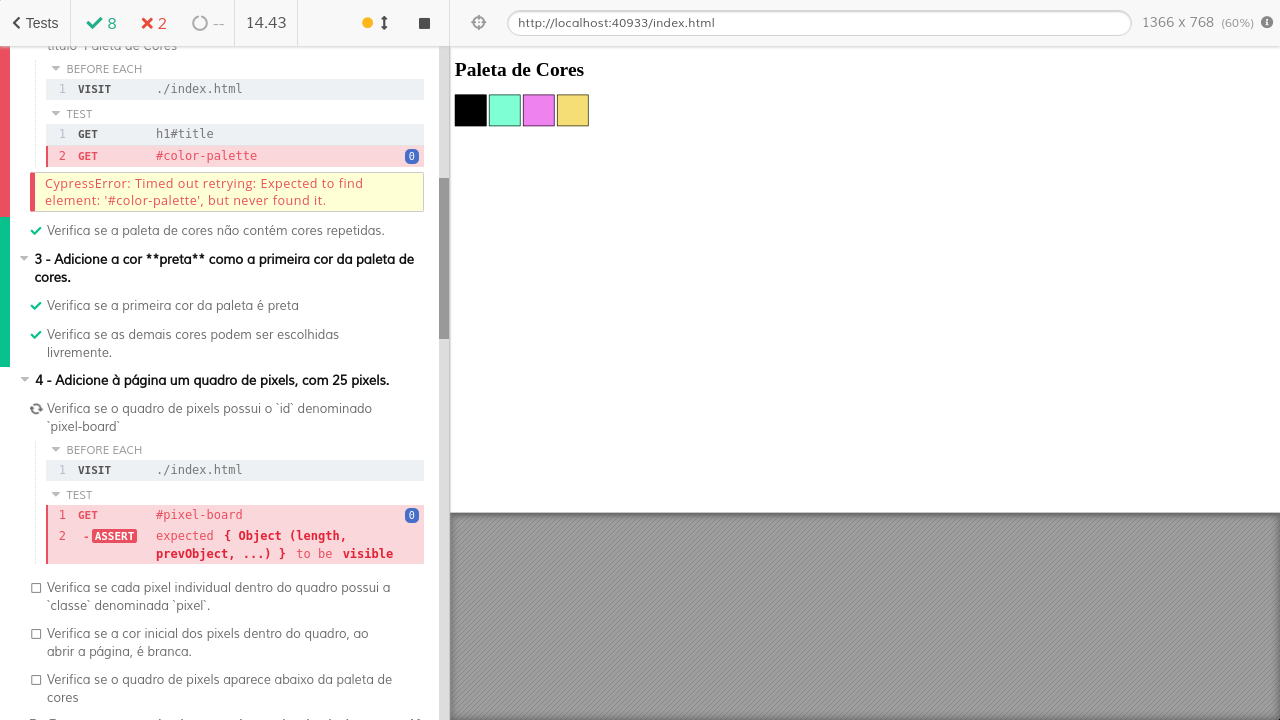 Tests 8 2 -- 14.43 http://localhost:40933/index.html 1366 x 768 (60%)
título "Paleta de Cores"
BEFORE EACH
1 VISIT ./index.html
TEST
1 GET h1#title
2 GET #color-palette 0
CypressError: Timed out retrying: Expected to find
element: '#color-palette', but never found it.
Verifica se a paleta de cores não contém cores repetidas.
3 - Adicione a cor **preta** como a primeira cor da paleta de
cores.
Verifica se a primeira cor da paleta é preta
Verifica se as demais cores podem ser escolhidas
livremente.
4 - Adicione à página um quadro de pixels, com 25 pixels.
Verifica se o quadro de pixels possui o `id` denominado
`pixel-board`
BEFORE EACH
1 VISIT ./index.html
TEST
1 GET #pixel-board 0
2 - ASSERT expected { Object (length,
prevObject, ...) } to be visible
Verifica se cada pixel individual dentro do quadro possui a
`classe` denominada `pixel`.
Verifica se a cor inicial dos pixels dentro do quadro, ao
abrir a página, é branca.
Verifica se o quadro de pixels aparece abaixo da paleta de
cores
Paleta de Cores